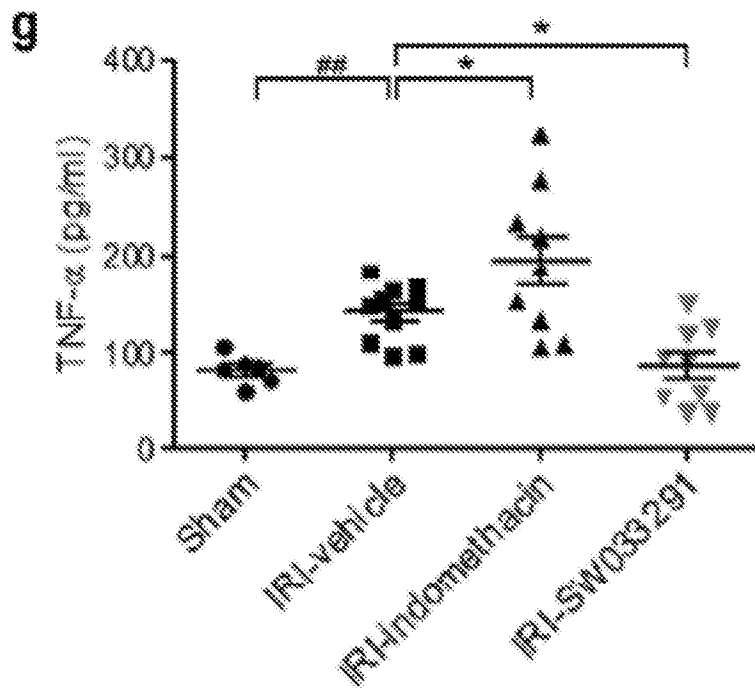 g
400
300
200
100
0
TNF-α (pg/ml)
##
*
*
Sham
IRI-vehicle
IRI-indomethacin
IRI-SW033291